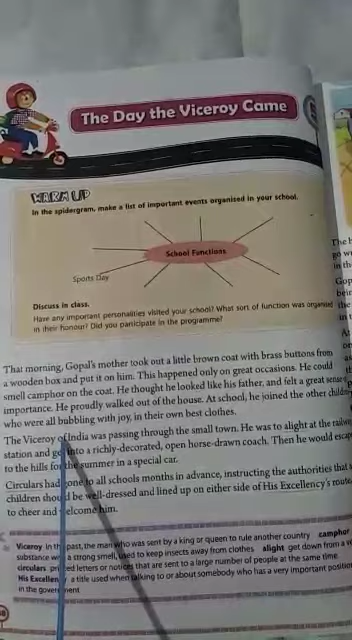 The Day the Viceroy Came
WARM UP
In the spidergram, make a list of important events organised in your school.
School Functions
Sports Day
Discuss in class.
Have any important personalities visited your school? What sort of function was organised
in their honour? Did you participate in the programme?
That morning, Gopal's mother took out a little brown coat with brass buttons from
a wooden box and put it on him. This happened only on great occasions. He could
smell camphor on the coat. He thought he looked like his father, and felt a great sense of
importance. He proudly walked out of the house. At school, he joined the other children
who were all bubbling with joy, in their own best clothes.
The Viceroy of India was passing through the small town. He was to alight at the railway
station and get into a richly-decorated, open horse-drawn coach. Then he would escape
to the hills for the summer in a special car.
Circulars had gone to all schools months in advance, instructing the authorities that
children should be well-dressed and lined up on either side of His Excellency's route
to cheer and welcome him.
Viceroy in the past, the man who was sent by a king or queen to rule another country camphor
substance with a strong smell, used to keep insects away from clothes alight get down from a
circulars printed letters or notices that are sent to a large number of people at the same time
His Excellency a title used when talking to or about somebody who has a very important position
in the government